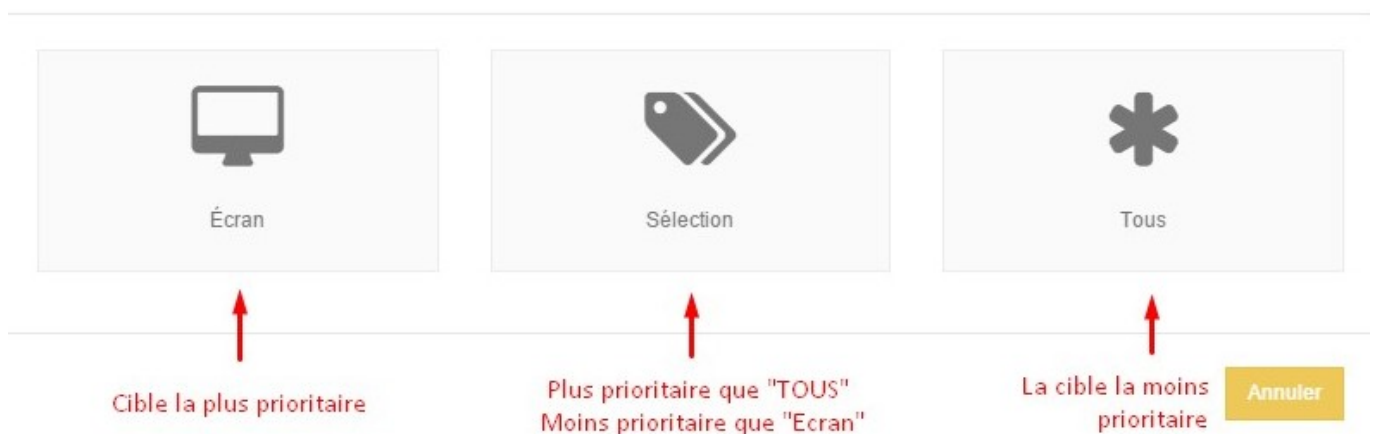 Écran
Sélection
Tous
Cible la plus prioritaire
Plus prioritaire que "TOUS"
Moins prioritaire que "Ecran"
La cible la moins
prioritaire
Annuler